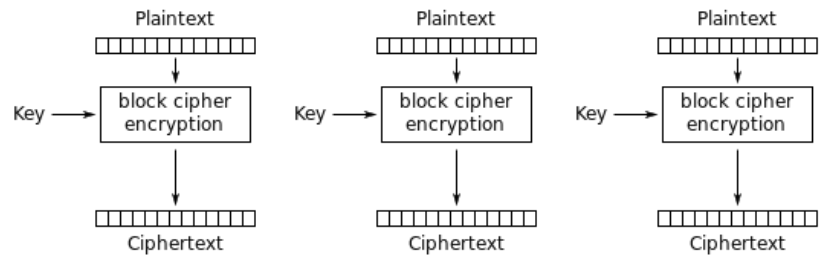 Plaintext
Plaintext
Plaintext
Key
block cipher
encryption
Key
block cipher
encryption
Key
block cipher
encryption
Ciphertext
Ciphertext
Ciphertext